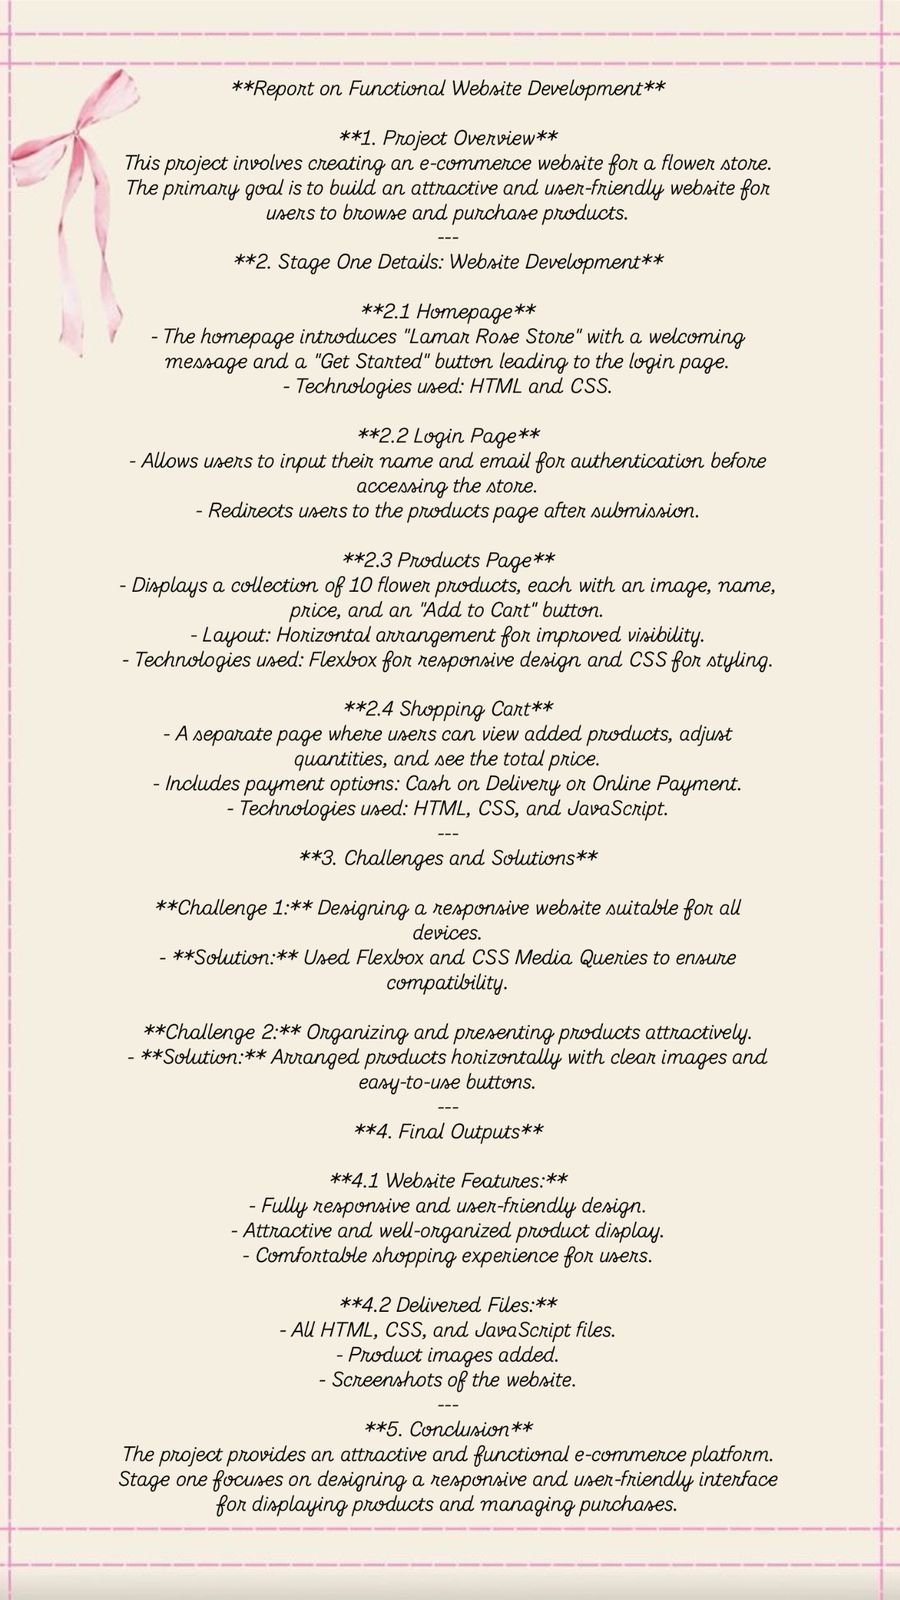 **Report on Functional Website Development**
**1. Project Overview**
This project involves creating an e-commerce website for a flower store.
The primary goal is to build an attractive and user-friendly website for
users to browse and purchase products.
---
**2. Stage One Details: Website Development**
**2.1 Homepage**
- The homepage introduces "Lamar Rose Store" with a welcoming
message and a "Get Started" button leading to the login page.
- Technologies used: HTML and CSS.
**2.2 Login Page**
- Allows users to input their name and email for authentication before
accessing the store.
- Redirects users to the products page after submission.
**2.3 Products Page**
- Displays a collection of 10 flower products, each with an image, name,
price, and an "Add to Cart" button.
- Layout: Horizontal arrangement for improved visibility.
- Technologies used: Flexbox for responsive design and CSS for styling.
**2.4 Shopping Cart**
- A separate page where users can view added products, adjust
quantities, and see the total price.
- Includes payment options: Cash on Delivery or Online Payment.
- Technologies used: HTML, CSS, and JavaScript.
---
**3. Challenges and Solutions**
**Challenge 1:** Designing a responsive website suitable for all
devices.
- **Solution:** Used Flexbox and CSS Media Queries to ensure
compatibility.
**Challenge 2:** Organizing and presenting products attractively.
- **Solution:** Arranged products horizontally with clear images and
easy-to-use buttons.
---
**4. Final Outputs**
**4.1 Website Features:**
- Fully responsive and user-friendly design.
- Attractive and well-organized product display.
- Comfortable shopping experience for users.
**4.2 Delivered Files:**
- All HTML, CSS, and JavaScript files.
- Product images added.
- Screenshots of the website.
---
**5. Conclusion**
The project provides an attractive and functional e-commerce platform.
Stage one focuses on designing a responsive and user-friendly interface
for displaying products and managing purchases.